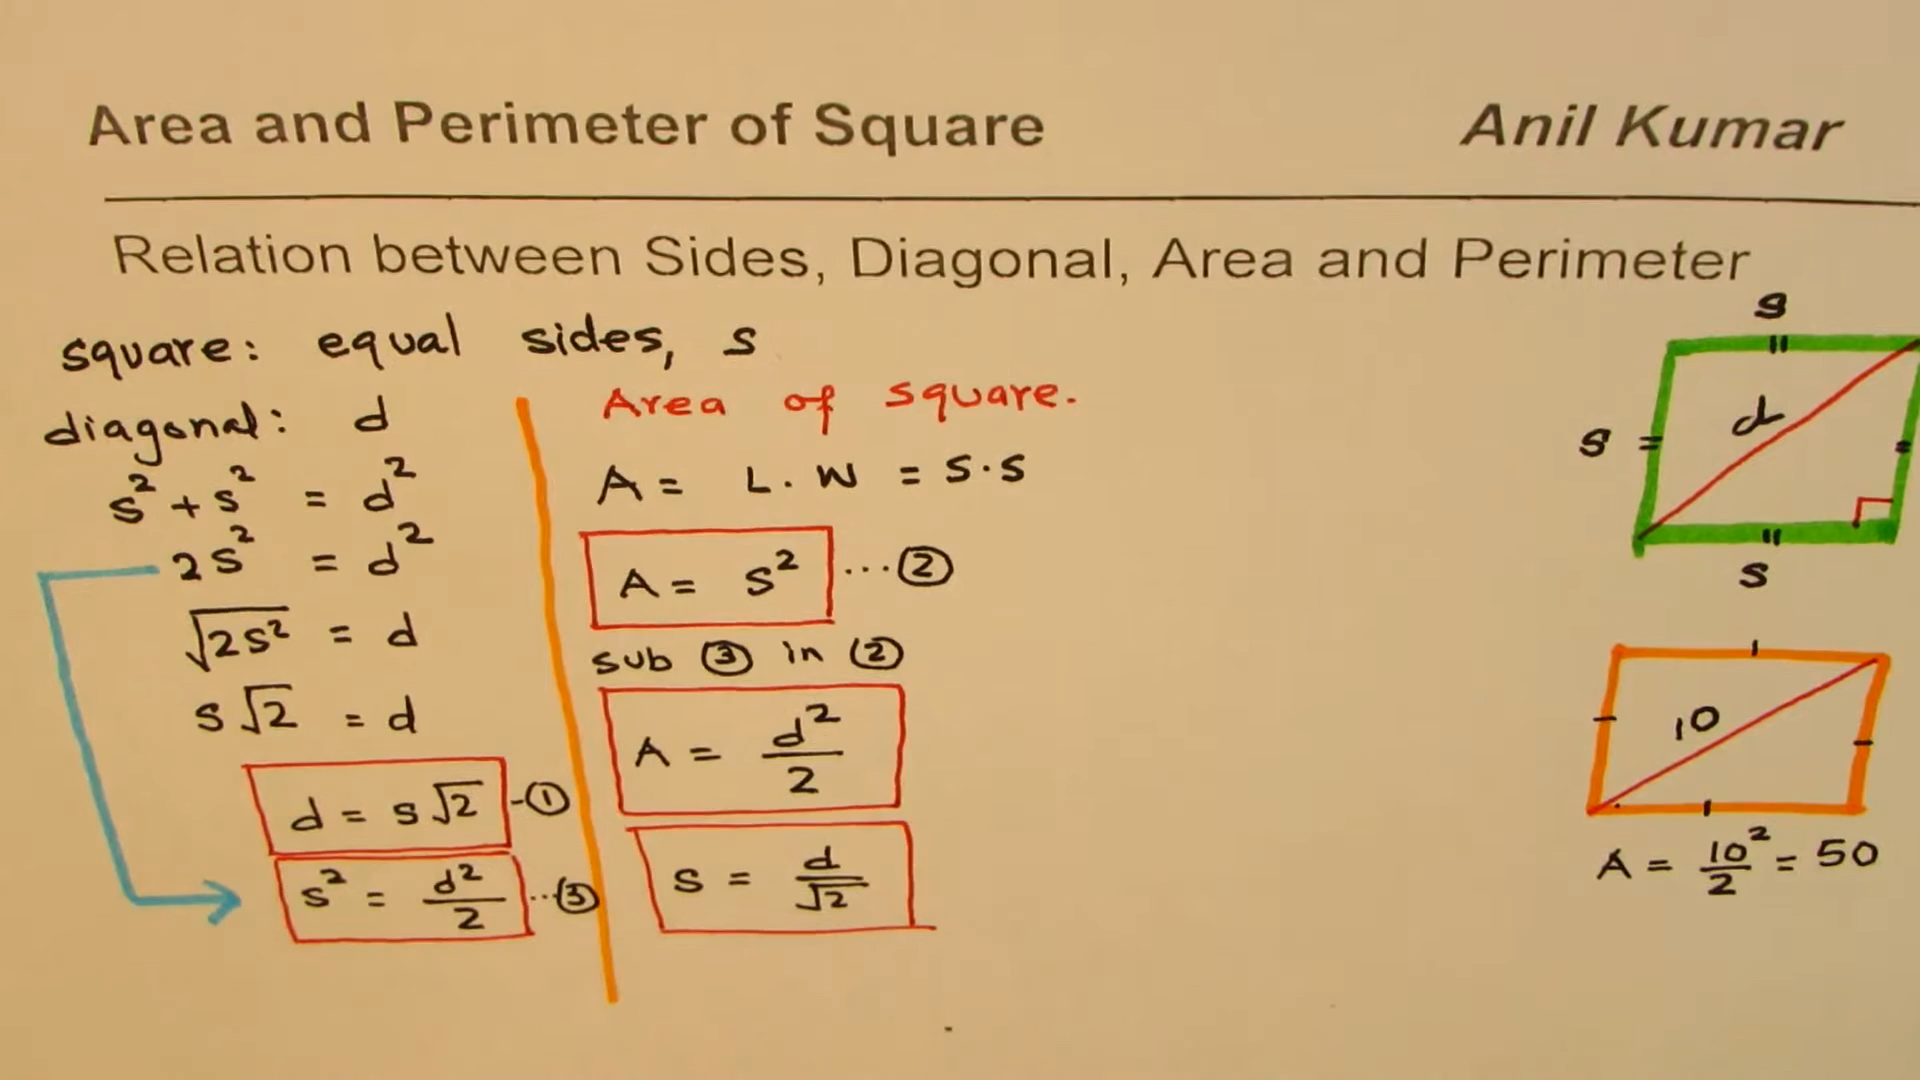 Area and Perimeter of Square
Anil Kumar
Relation between Sides, Diagonal, Area and Perimeter
square: equal sides, s
diagonal: d
s² + s² = d²
2s² = d²
√2s² = d
s√2 = d
d = s√2 -①
s² = d²/2 ...③
Area of square.
A = L . W = s.s
A = s² ...②
sub ③ in ②
A = d²/2
s = d/√2
s
s
d
s
10
A = 10²/2 = 50